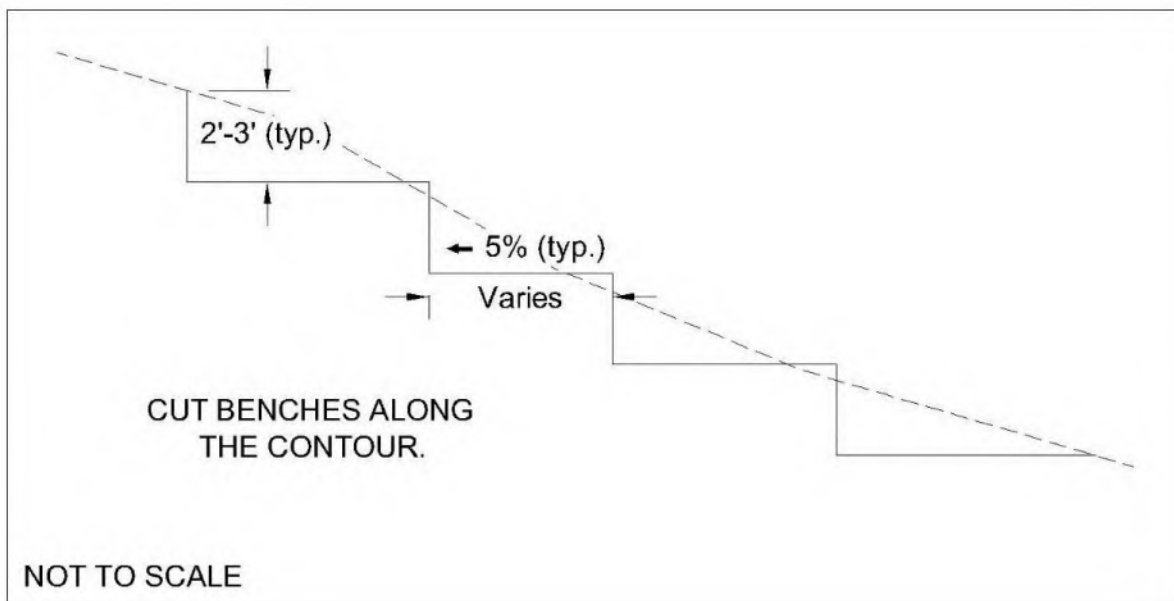 2'-3' (typ.)
5% (typ.)
Varies
CUT BENCHES ALONG
THE CONTOUR.
NOT TO SCALE